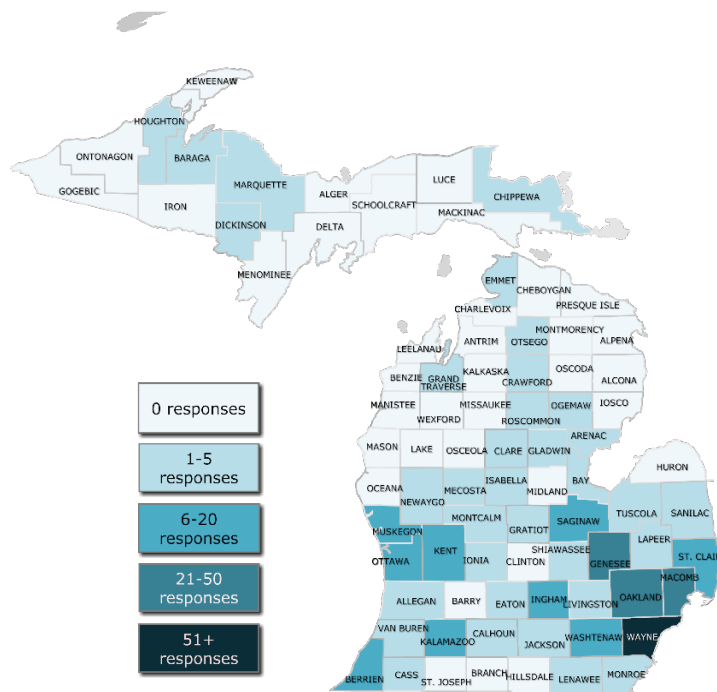 KEWEENAW
HOUGHTON
ONTONAGON
BARAGA
GOGEBIC
MARQUETTE
IRON
DICKINSON
MENOMINEE
ALGER
DELTA
SCHOOLCRAFT
LUCE
MACKINAC
CHIPPEWA
EMMET
CHEBOYGAN
PRESQUE ISLE
CHARLEVOIX
MONTMORENCY
ANTRIM
OTSEGO
ALPENA
LEELANAU
BENZIE
GRAND
TRAVERSE
KALKASKA
CRAWFORD
OSCODA
ALCONA
MANISTEE
WEXFORD
MISSAUKEE
ROSCOMMON
OGEMAW
IOSCO
ARENAC
MASON
LAKE
OSCEOLA
CLARE
GLADWIN
HURON
OCEANA
NEWAYGO
MECOSTA
ISABELLA
MIDLAND
BAY
TUSCOLA
SANILAC
MUSKEGON
MONTCALM
GRATIOT
SAGINAW
LAPEER
OTTAWA
KENT
IONIA
CLINTON
SHIAWASSEE
GENESEE
ST. CLAIR
MACOMB
OAKLAND
ALLEGAN
BARRY
EATON
INGHAM
LIVINGSTON
VAN BUREN
KALAMAZOO
CALHOUN
JACKSON
WASHTENAW
WAYNE
BERRIEN
CASS
ST. JOSEPH
BRANCH
HILLSDALE
LENAWEE
MONROE
0 responses
1-5
responses
6-20
responses
21-50
responses
51+
responses